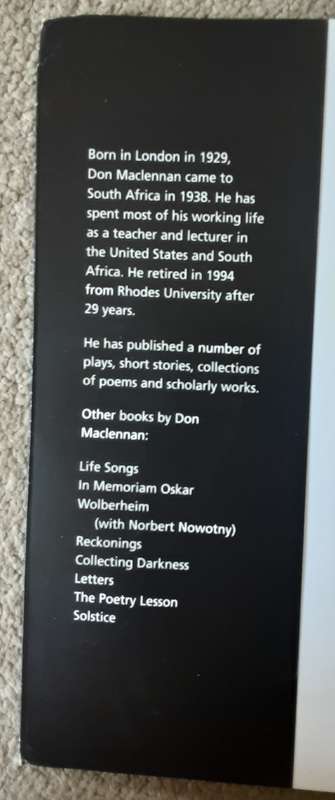 Born in London in 1929,
Don Maclennan came to
South Africa in 1938. He has
spent most of his working life
as a teacher and lecturer in
the United States and South
Africa. He retired in 1994
from Rhodes University after
29 years.
He has published a number of
plays, short stories, collections
of poems and scholarly works.
Other books by Don
Maclennan:
Life Songs
In Memoriam Oskar
Wolberheim
(with Norbert Nowotny)
Reckonings
Collecting Darkness
Letters
The Poetry Lesson
Solstice